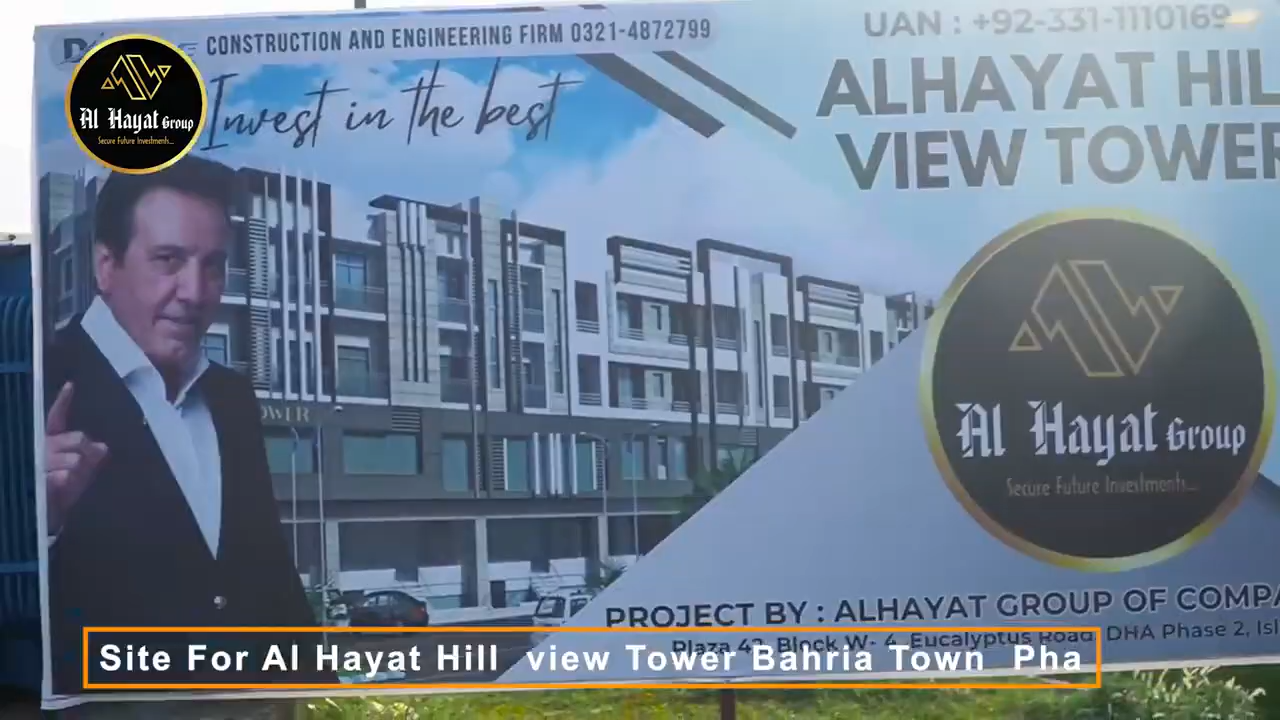 CONSTRUCTION AND ENGINEERING FIRM 0321-4872799
UAN : +92-331-1110169
Al Hayat Group
Secure Future Investments...
Invest in the best
ALHAYAT HIL
VIEW TOWER
OWER
Al Hayat Group
Secure Future Investments...
PROJECT BY : ALHAYAT GROUP OF COMPA
Plaza 42, Block W- 4, Eucalyptus Road, DHA Phase 2, Isl
Site For Al Hayat Hill view Tower Bahria Town Pha